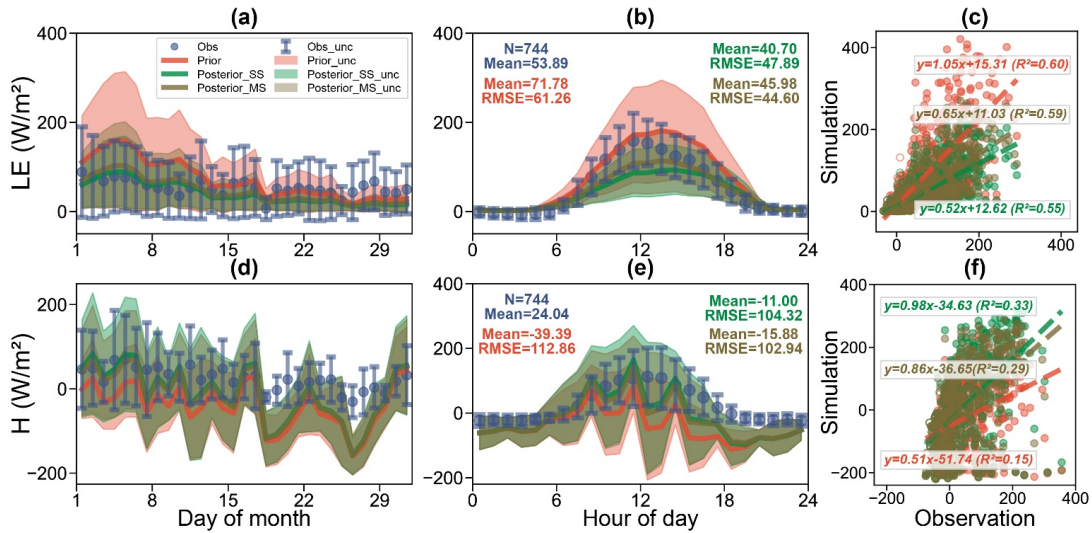 (a)
(b)
(c)
400
200
0
LE (W/m²)
Obs
Obs_unc
Prior
Prior_unc
Posterior_SS
Posterior_SS_unc
Posterior_MS
Posterior_MS_unc
1
8
15
22
29
400
200
0
N=744
Mean=53.89
Mean=71.78
RMSE=61.26
Mean=40.70
RMSE=47.89
Mean=45.98
RMSE=44.60
0
6
12
18
24
400
200
0
Simulation
y=1.05x+15.31 (R²=0.60)
y=0.65x+11.03 (R²=0.59)
y=0.52x+12.62 (R²=0.55)
0
200
400
(d)
(e)
(f)
200
0
−200
H (W/m²)
1
8
15
22
29
Day of month
400
200
0
−200
N=744
Mean=24.04
Mean=-39.39
RMSE=112.86
Mean=-11.00
RMSE=104.32
Mean=-15.88
RMSE=102.94
0
6
12
18
24
Hour of day
400
200
0
−200
Simulation
y=0.98x-34.63 (R²=0.33)
y=0.86x-36.65(R²=0.29)
y=0.51x-51.74 (R²=0.15)
−200
0
200
400
Observation